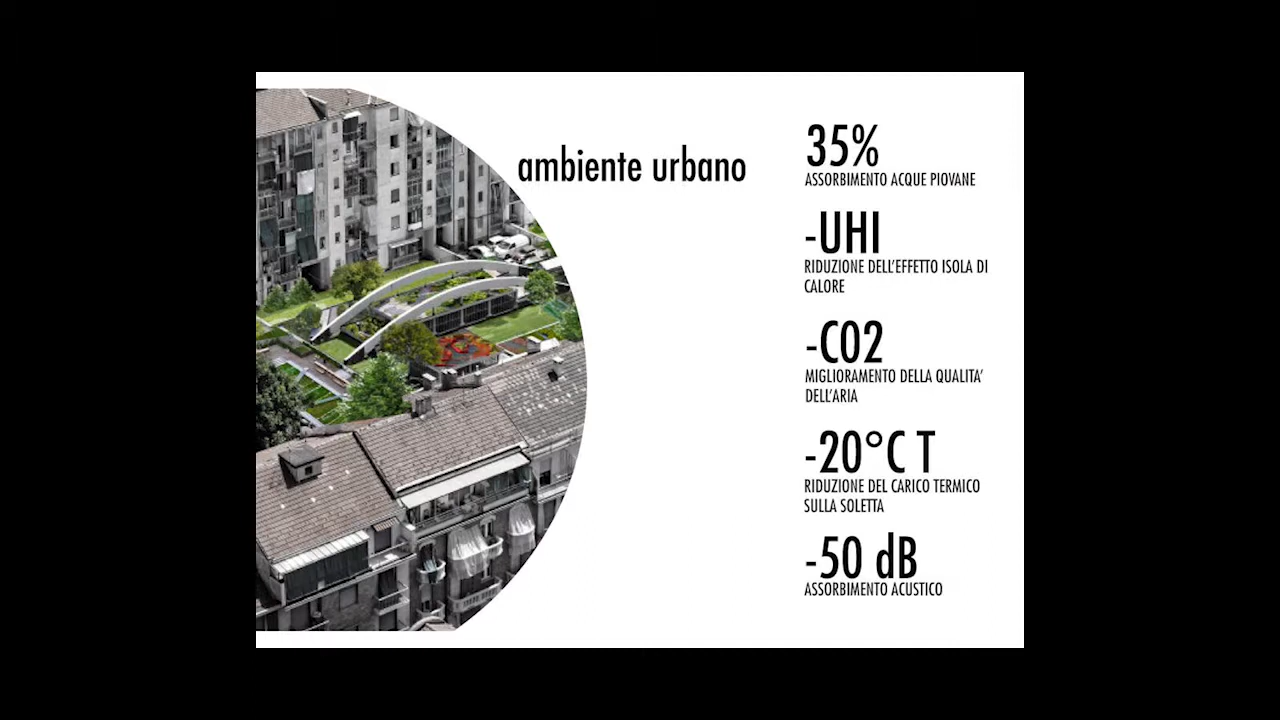 ambiente urbano
35%
ASSORBIMENTO ACQUE PIOVANE
-UHI
RIDUZIONE DELL'EFFETTO ISOLA DI
CALORE
-CO2
MIGLIORAMENTO DELLA QUALITA'
DELL'ARIA
-20°C T
RIDUZIONE DEL CARICO TERMICO
SULLA SOLETTA
-50 dB
ASSORBIMENTO ACUSTICO